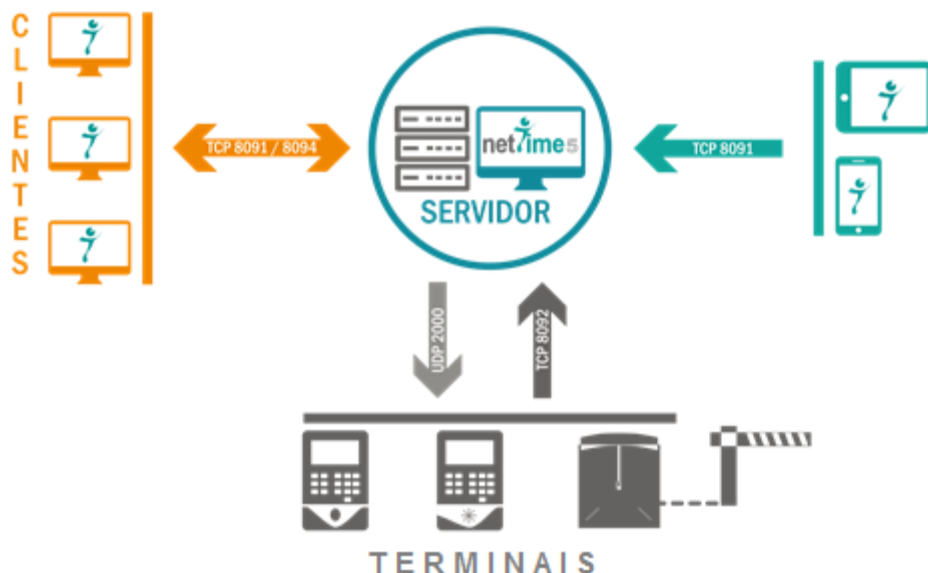 CLIENTES
TCP 8091 / 8094
netTime5
SERVIDOR
TCP 8091
UDP 2000
TCP 8092
TERMINAIS